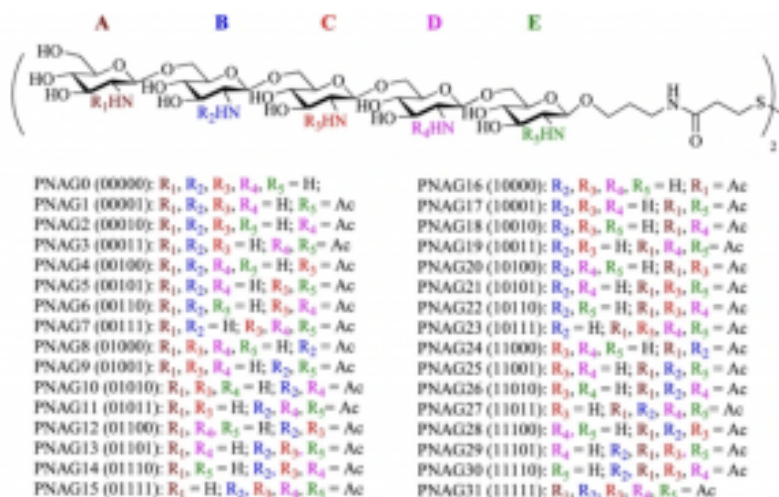 A B C D E
HO HO HO R₁HN O HO HO R₂HN O HO HO R₃HN O HO HO R₄HN O HO HO R₅HN O O N H O S 2
PNAG0 (00000): R₁, R₂, R₃, R₄, R₅ = H;
PNAG1 (00001): R₁, R₂, R₃, R₄ = H; R₅ = Ac
PNAG2 (00010): R₁, R₂, R₃, R₅ = H; R₄ = Ac
PNAG3 (00011): R₁, R₂, R₃ = H; R₄, R₅ = Ac
PNAG4 (00100): R₁, R₂, R₄, R₅ = H; R₃ = Ac
PNAG5 (00101): R₁, R₂, R₄ = H; R₃, R₅ = Ac
PNAG6 (00110): R₁, R₂, R₅ = H; R₃, R₄ = Ac
PNAG7 (00111): R₁, R₂ = H; R₃, R₄, R₅ = Ac
PNAG8 (01000): R₁, R₃, R₄, R₅ = H; R₂ = Ac
PNAG9 (01001): R₁, R₃, R₄ = H; R₂, R₅ = Ac
PNAG10 (01010): R₁, R₃, R₄ = H; R₂, R₄ = Ac
PNAG11 (01011): R₁, R₃ = H; R₂, R₄, R₅ = Ac
PNAG12 (01100): R₁, R₄, R₅ = H; R₂, R₃ = Ac
PNAG13 (01101): R₁, R₄ = H; R₂, R₃, R₅ = Ac
PNAG14 (01110): R₁, R₅ = H; R₂, R₃, R₄ = Ac
PNAG15 (01111): R₁ = H; R₂, R₃, R₄, R₅ = Ac
PNAG16 (10000): R₂, R₃, R₄, R₅ = H; R₁ = Ac
PNAG17 (10001): R₂, R₃, R₄ = H; R₁, R₅ = Ac
PNAG18 (10010): R₂, R₃, R₅ = H; R₁, R₄ = Ac
PNAG19 (10011): R₂, R₃ = H; R₁, R₄, R₅ = Ac
PNAG20 (10100): R₂, R₄, R₅ = H; R₁, R₃ = Ac
PNAG21 (10101): R₂, R₄ = H; R₁, R₃, R₅ = Ac
PNAG22 (10110): R₂, R₅ = H; R₁, R₃, R₄ = Ac
PNAG23 (10111): R₂ = H; R₁, R₃, R₄, R₅ = Ac
PNAG24 (11000): R₃, R₄, R₅ = H; R₁, R₂ = Ac
PNAG25 (11001): R₃, R₄ = H; R₁, R₂, R₅ = Ac
PNAG26 (11010): R₃, R₄ = H; R₁, R₂, R₄ = Ac
PNAG27 (11011): R₃ = H; R₁, R₂, R₄, R₅ = Ac
PNAG28 (11100): R₄, R₅ = H; R₁, R₂, R₃ = Ac
PNAG29 (11101): R₄ = H; R₂, R₁, R₃, R₅ = Ac
PNAG30 (11110): R₅ = H; R₂, R₁, R₃, R₄ = Ac
PNAG31 (11111): R₁, R₂, R₃, R₄, R₅ = Ac